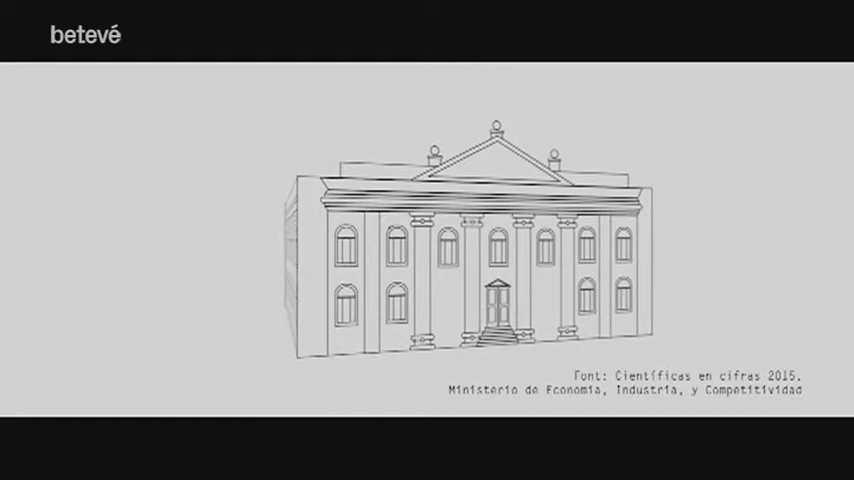 betevé
Font: Científicas en cifras 2015.
Ministerio de Economía, Industria, y Competitividad